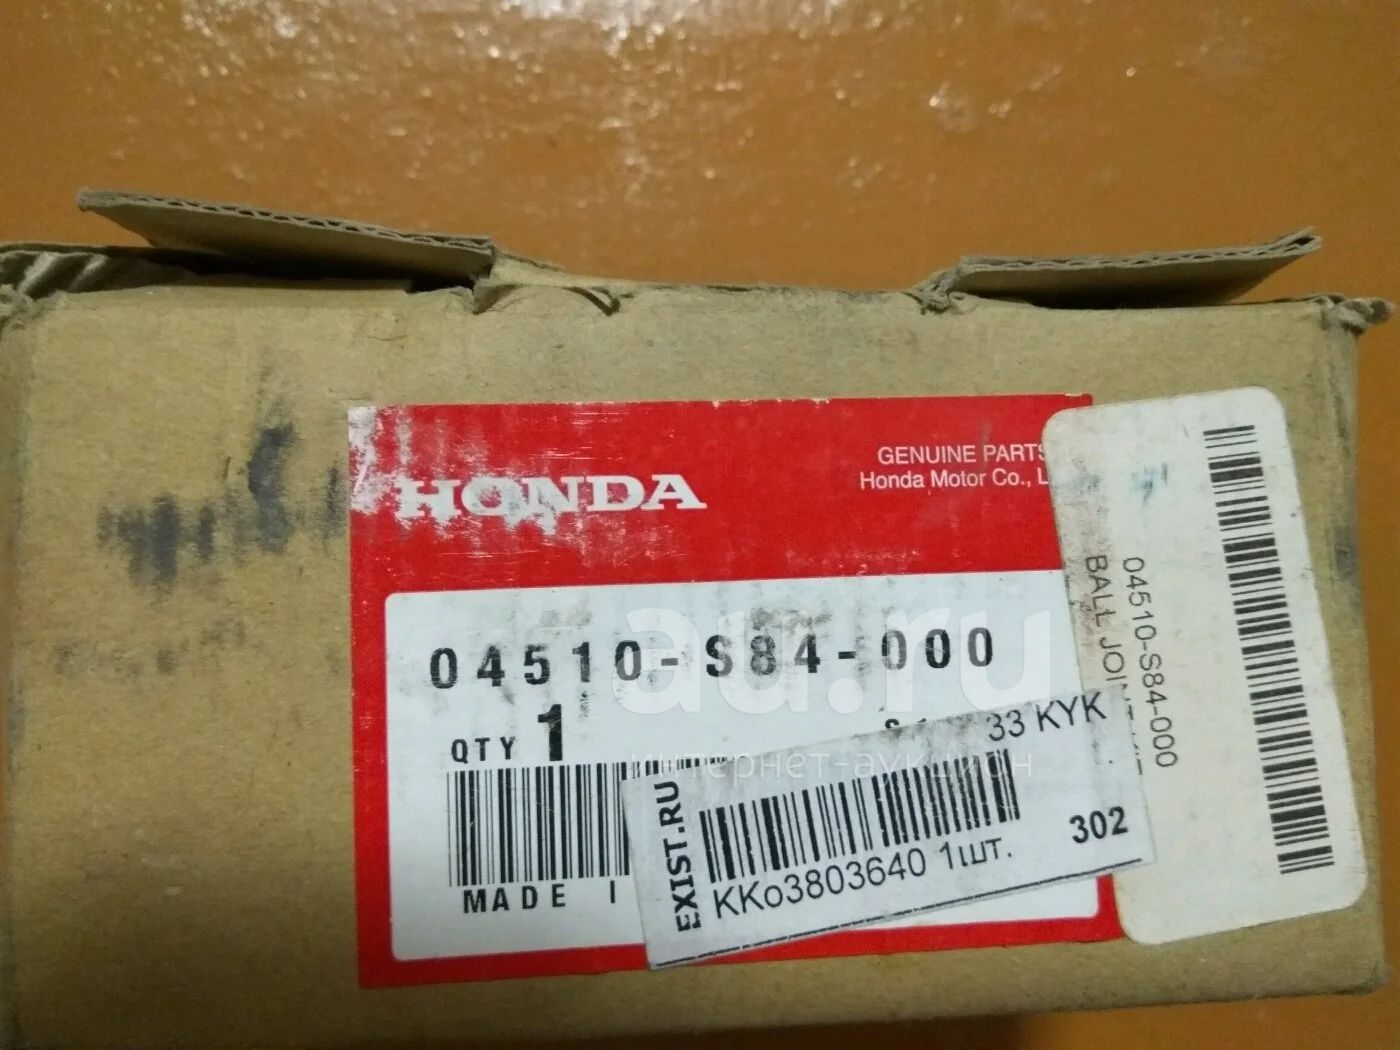 HONDA
GENUINE PARTS
Honda Motor Co., L
04510-S84-000
QTY 1
MADE I
04510-S84-000
BALL JOINT
33 KYK
EXIST.RU
302
KKo3803640 1шт.
au.ru
интернет-аукцион